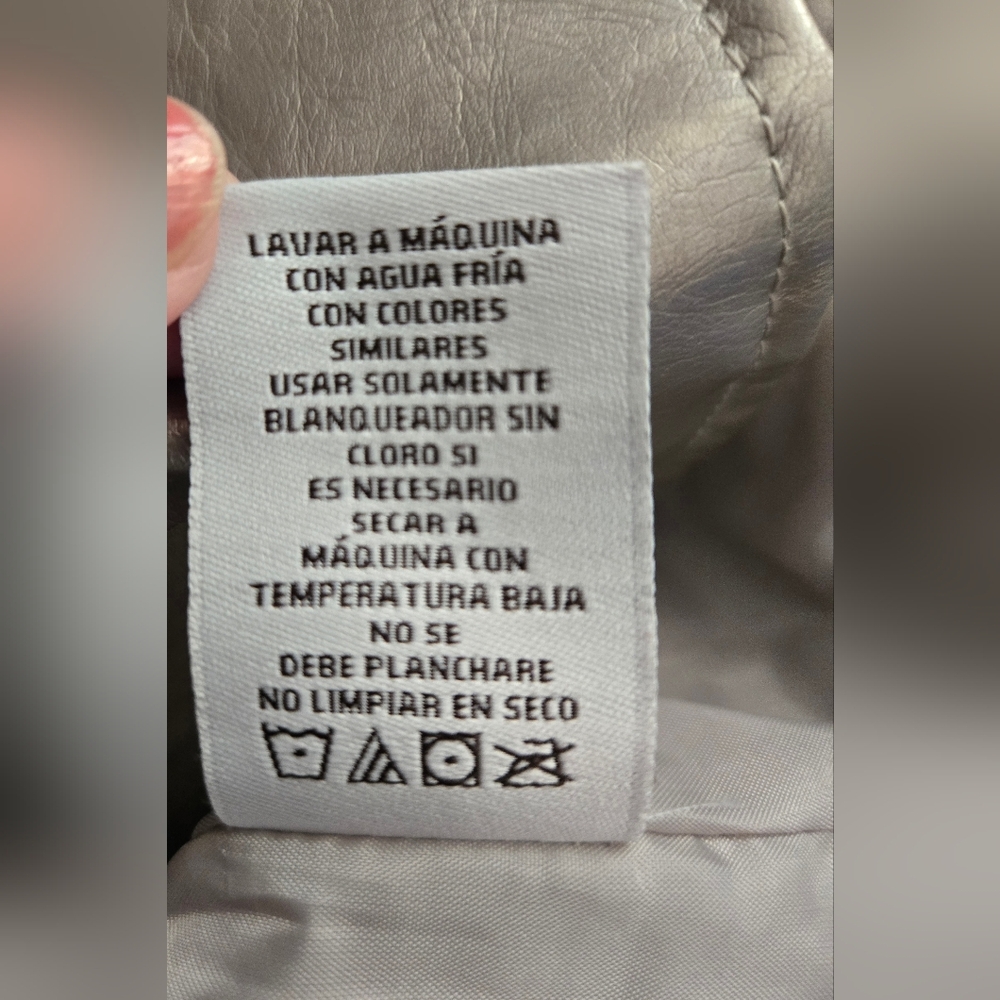 LAVAR A MÁQUINA
CON AGUA FRÍA
CON COLORES
SIMILARES
USAR SOLAMENTE
BLANQUEADOR SIN
CLORO SI
ES NECESARIO
SECAR A
MÁQUINA CON
TEMPERATURA BAJA
NO SE
DEBE PLANCHARE
NO LIMPIAR EN SECO